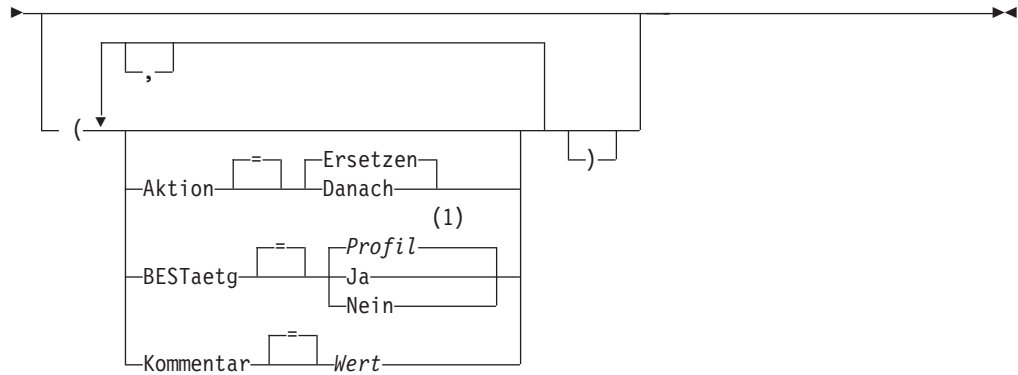 ,
(
)
=
Ersetzen
Aktion
Danach
(1)
=
Profil
BESTaetg
Ja
Nein
=
Kommentar
Wert